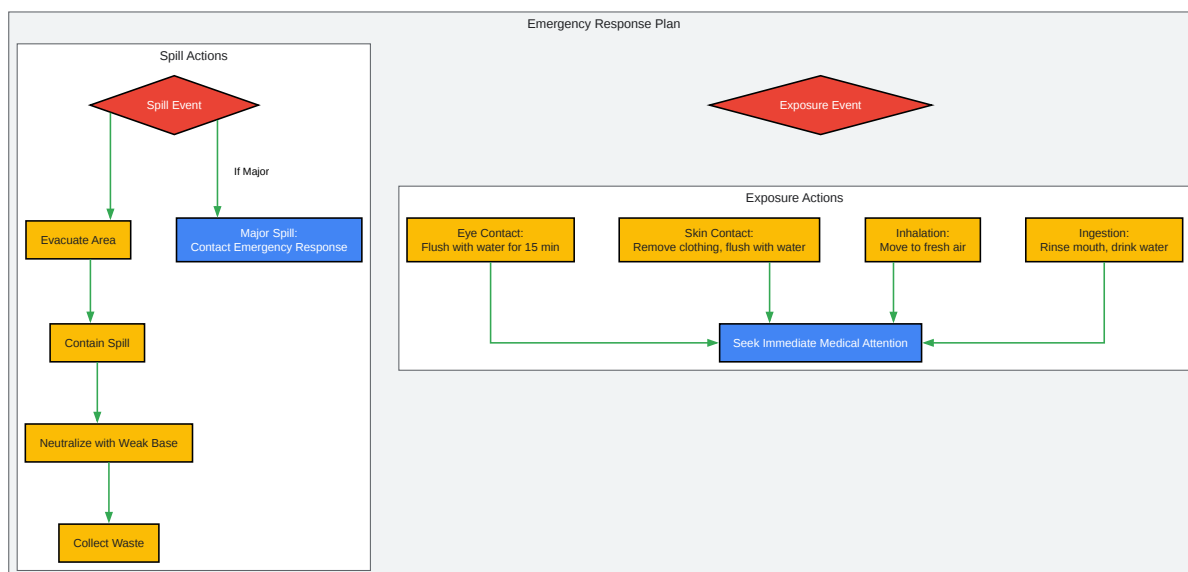 Emergency Response Plan
Spill Actions
Spill Event
If Major
Evacuate Area
Major Spill:
Contact Emergency Response
Contain Spill
Neutralize with Weak Base
Collect Waste
Exposure Event
Exposure Actions
Eye Contact:
Flush with water for 15 min
Skin Contact:
Remove clothing, flush with water
Inhalation:
Move to fresh air
Ingestion:
Rinse mouth, drink water
Seek Immediate Medical Attention